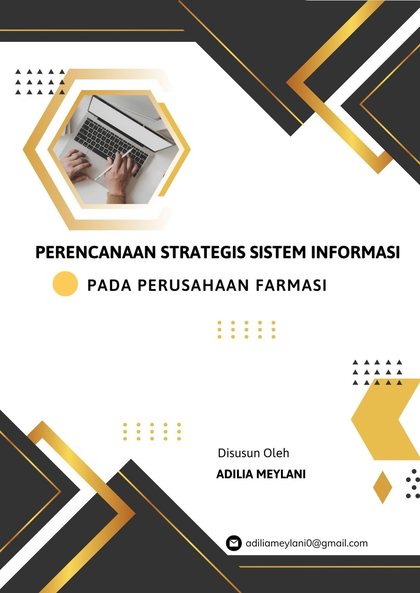 PERENCANAAN STRATEGIS SISTEM INFORMASI
PADA PERUSAHAAN FARMASI
Disusun Oleh
ADILIA MEYLANI
adiliameylani0@gmail.com